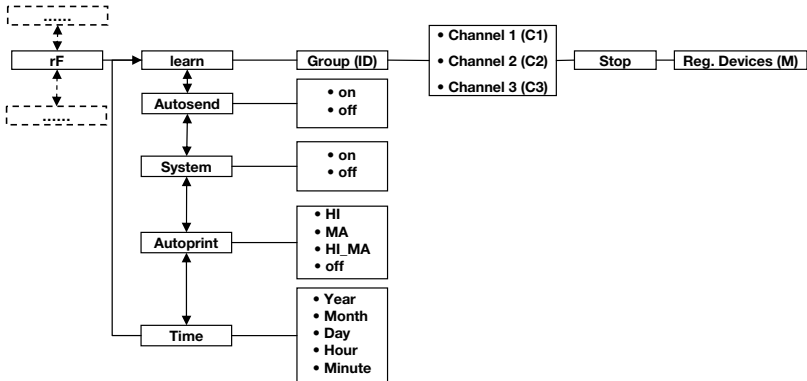 ......
rF
......
learn
Group (ID)
• Channel 1 (C1)
• Channel 2 (C2)
• Channel 3 (C3)
Stop
Reg. Devices (M)
Autosend
• on
• off
System
• on
• off
Autoprint
• HI
• MA
• HI_MA
• off
Time
• Year
• Month
• Day
• Hour
• Minute